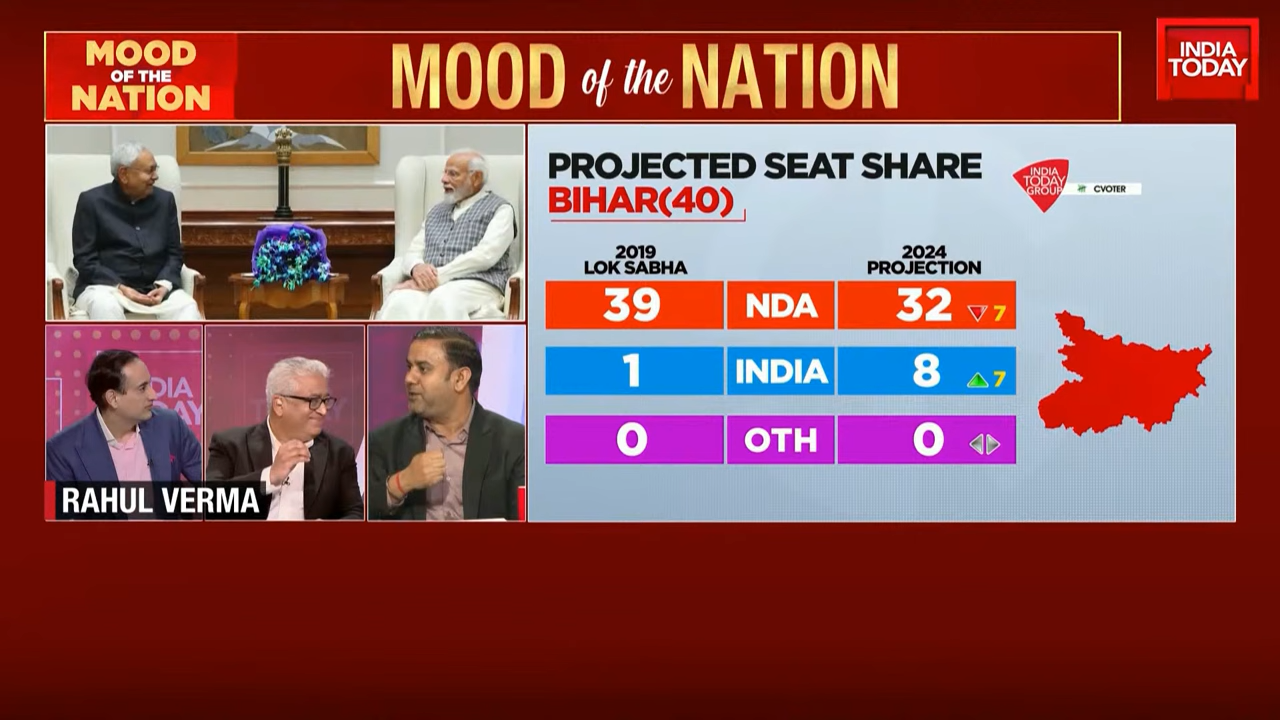 MOOD
OF THE
NATION
MOOD of the NATION
INDIA
TODAY
PROJECTED SEAT SHARE
BIHAR(40)
INDIA
TODAY
GROUP
CVOTER
2019
LOK SABHA
2024
PROJECTION
39 NDA 32 7
1 INDIA 8 7
0 OTH 0
RAHUL VERMA